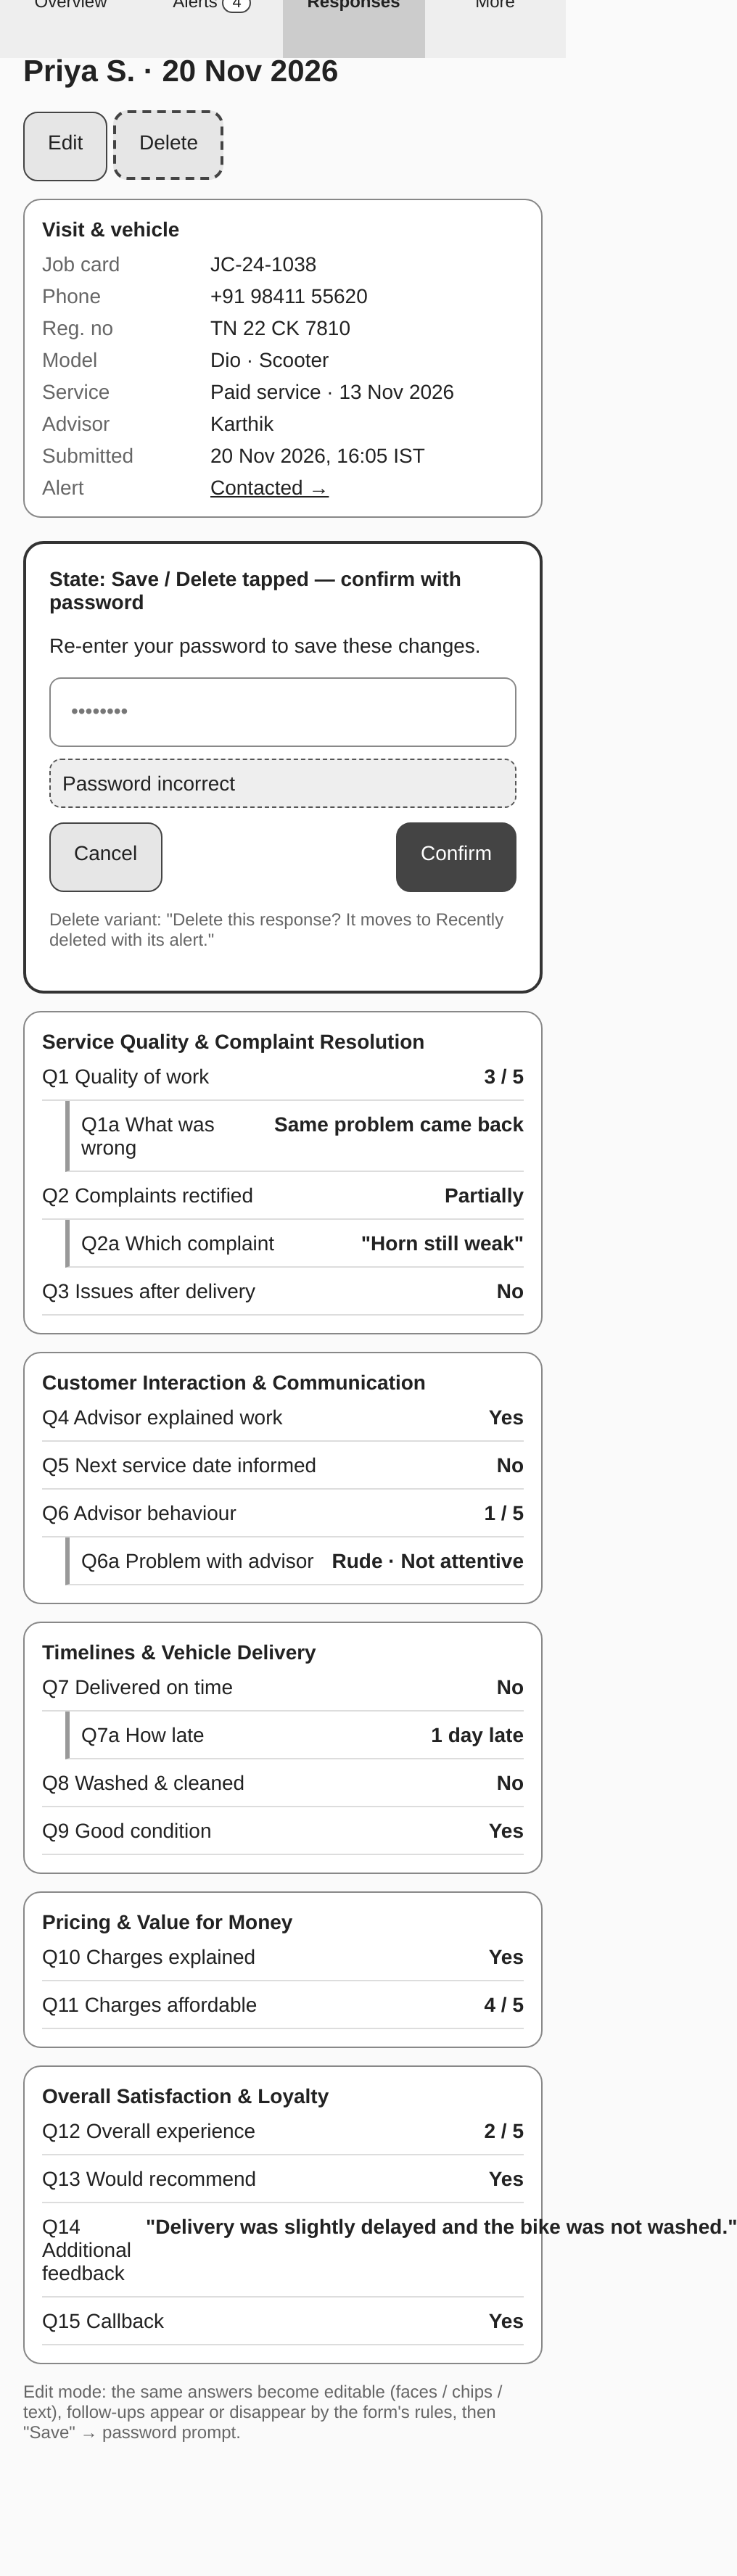 Overview Alerts 4 Responses More
Priya S. · 20 Nov 2026
Edit Delete
Visit & vehicle
Job card JC-24-1038
Phone +91 98411 55620
Reg. no TN 22 CK 7810
Model Dio · Scooter
Service Paid service · 13 Nov 2026
Advisor Karthik
Submitted 20 Nov 2026, 16:05 IST
Alert Contacted →
State: Save / Delete tapped — confirm with
password
Re-enter your password to save these changes.
••••••••
Password incorrect
Cancel Confirm
Delete variant: "Delete this response? It moves to Recently
deleted with its alert."
Service Quality & Complaint Resolution
Q1 Quality of work 3 / 5
Q1a What was Same problem came back
wrong
Q2 Complaints rectified Partially
Q2a Which complaint "Horn still weak"
Q3 Issues after delivery No
Customer Interaction & Communication
Q4 Advisor explained work Yes
Q5 Next service date informed No
Q6 Advisor behaviour 1 / 5
Q6a Problem with advisor Rude · Not attentive
Timelines & Vehicle Delivery
Q7 Delivered on time No
Q7a How late 1 day late
Q8 Washed & cleaned No
Q9 Good condition Yes
Pricing & Value for Money
Q10 Charges explained Yes
Q11 Charges affordable 4 / 5
Overall Satisfaction & Loyalty
Q12 Overall experience 2 / 5
Q13 Would recommend Yes
Q14 "Delivery was slightly delayed and the bike was not washed."
Additional
feedback
Q15 Callback Yes
Edit mode: the same answers become editable (faces / chips /
text), follow-ups appear or disappear by the form's rules, then
"Save" → password prompt.